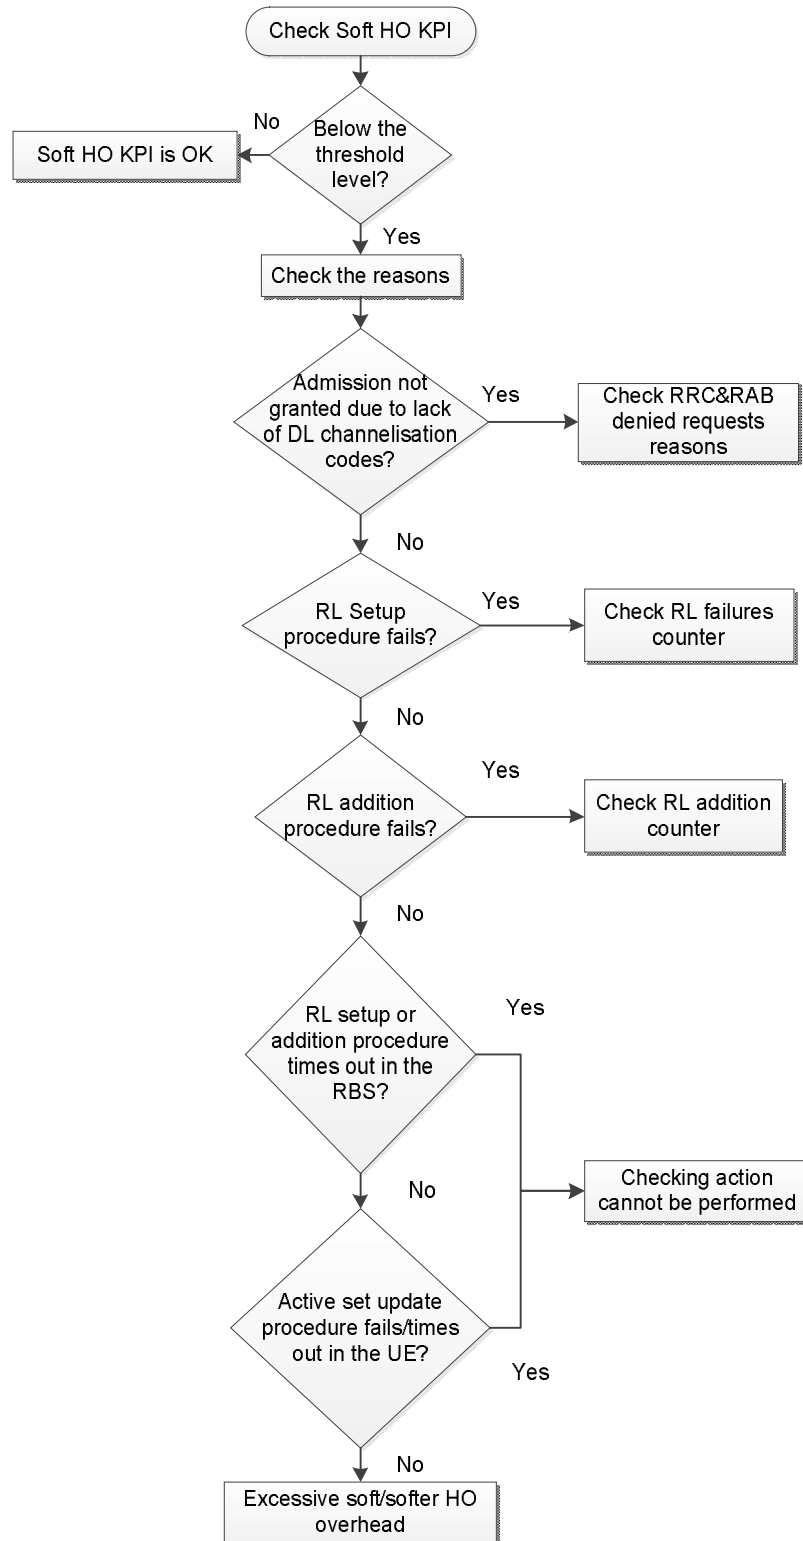 Check Soft HO KPI
No
Below the
threshold
level?
Soft HO KPI is OK
Yes
Check the reasons
Admission not
granted due to lack
of DL channelisation
codes?
Yes
Check RRC&RAB
denied requests
reasons
No
RL Setup
procedure fails?
Yes
Check RL failures
counter
No
RL addition
procedure fails?
Yes
Check RL addition
counter
No
RL setup or
addition procedure
times out in the
RBS?
Yes
Checking action
cannot be performed
No
Active set update
procedure fails/times
out in the UE?
Yes
No
Excessive soft/softer HO
overhead